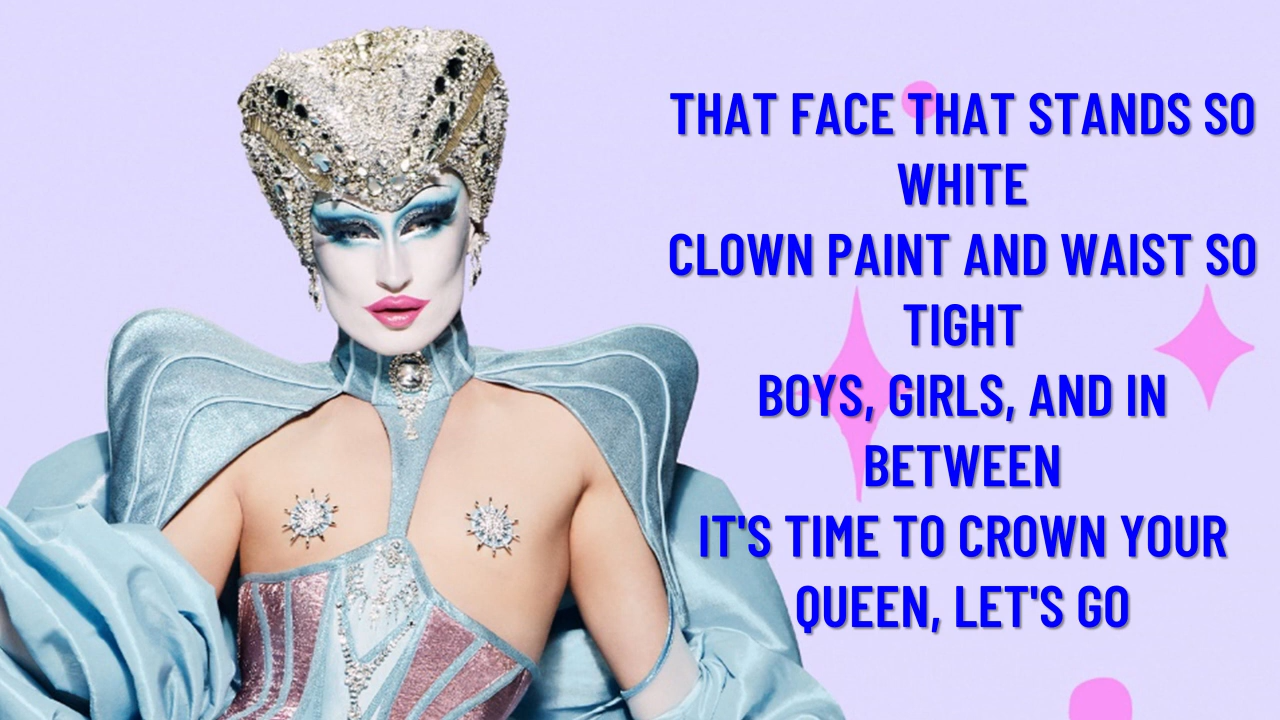 THAT FACE THAT STANDS SO
WHITE
CLOWN PAINT AND WAIST SO
TIGHT
BOYS, GIRLS, AND IN
BETWEEN
IT'S TIME TO CROWN YOUR
QUEEN, LET'S GO